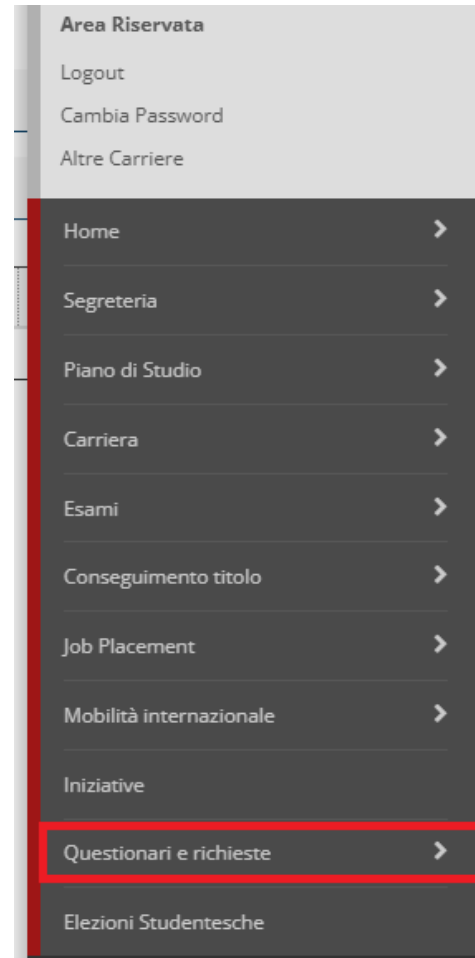 Area Riservata
Logout
Cambia Password
Altre Carriere
Home
Segreteria
Piano di Studio
Carriera
Esami
Conseguimento titolo
Job Placement
Mobilità internazionale
Iniziative
Questionari e richieste
Elezioni Studentesche